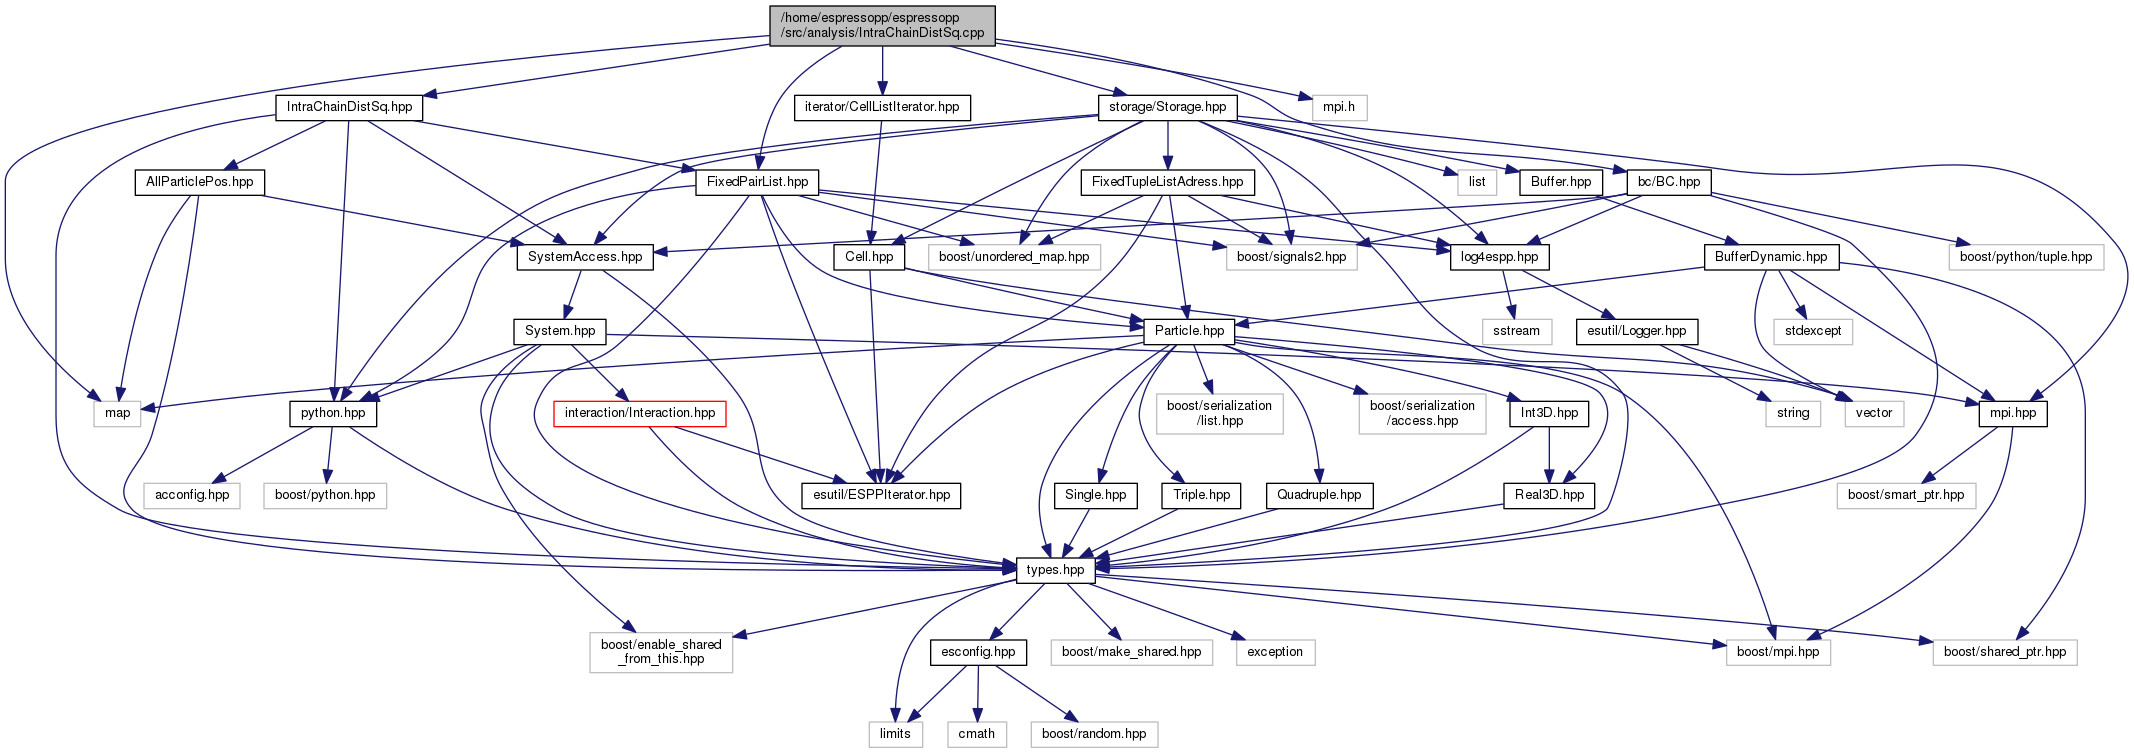 /home/espressopp/espressopp
/src/analysis/IntraChainDistSq.cpp
IntraChainDistSq.hpp
iterator/CellListIterator.hpp
storage/Storage.hpp
mpi.h
AllParticlePos.hpp
FixedPairList.hpp
FixedTupleListAdress.hpp
list
Buffer.hpp
bc/BC.hpp
SystemAccess.hpp
Cell.hpp
boost/unordered_map.hpp
boost/signals2.hpp
log4espp.hpp
BufferDynamic.hpp
boost/python/tuple.hpp
System.hpp
Particle.hpp
sstream
esutil/Logger.hpp
stdexcept
map
python.hpp
interaction/Interaction.hpp
boost/serialization
/list.hpp
boost/serialization
/access.hpp
Int3D.hpp
string
vector
mpi.hpp
acconfig.hpp
boost/python.hpp
esutil/ESPPIterator.hpp
Single.hpp
Triple.hpp
Quadruple.hpp
Real3D.hpp
boost/smart_ptr.hpp
types.hpp
boost/enable_shared
_from_this.hpp
esconfig.hpp
boost/make_shared.hpp
exception
boost/mpi.hpp
boost/shared_ptr.hpp
limits
cmath
boost/random.hpp